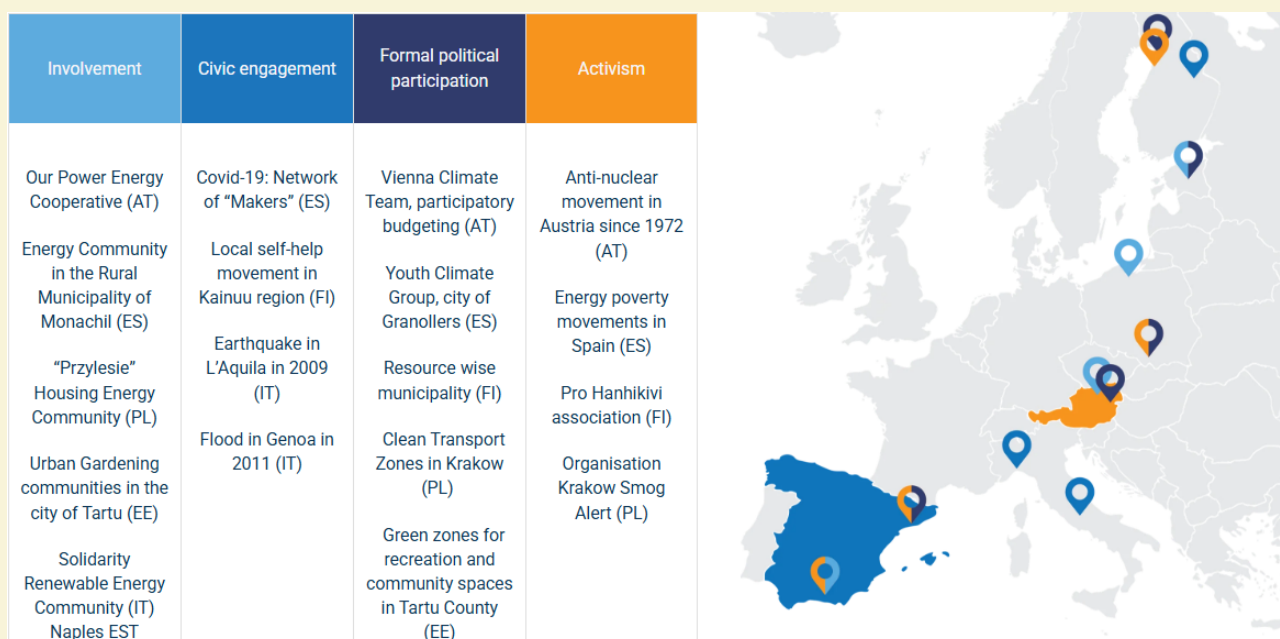 Involvement
Civic engagement
Formal political
participation
Activism
Our Power Energy
Cooperative (AT)
Energy Community
in the Rural
Municipality of
Monachil (ES)
“Przylesie”
Housing Energy
Community (PL)
Urban Gardening
communities in the
city of Tartu (EE)
Solidarity
Renewable Energy
Community (IT)
Naples EST
Covid-19: Network
of “Makers” (ES)
Local self-help
movement in
Kainuu region (FI)
Earthquake in
L’Aquila in 2009
(IT)
Flood in Genoa in
2011 (IT)
Vienna Climate
Team, participatory
budgeting (AT)
Youth Climate
Group, city of
Granollers (ES)
Resource wise
municipality (FI)
Clean Transport
Zones in Krakow
(PL)
Green zones for
recreation and
community spaces
in Tartu County
(EE)
Anti-nuclear
movement in
Austria since 1972
(AT)
Energy poverty
movements in
Spain (ES)
Pro Hanhikivi
association (FI)
Organisation
Krakow Smog
Alert (PL)